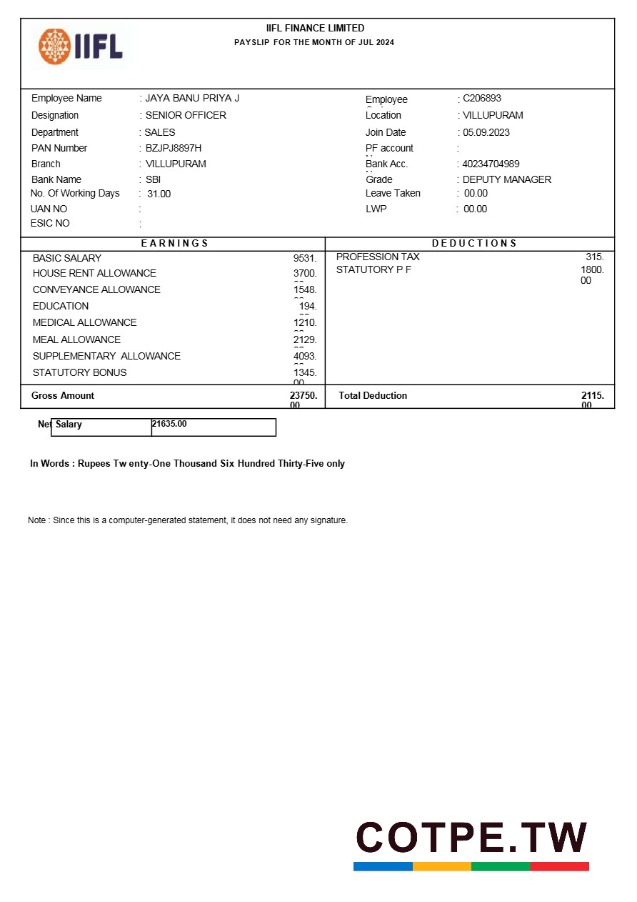 IIFL FINANCE LIMITED
PAYSLIP FOR THE MONTH OF JUL 2024
IIFL
Employee Name : JAYA BANU PRIYA J Employee : C206893
Designation : SENIOR OFFICER Location : VILLUPURAM
Department : SALES Join Date : 05.09.2023
PAN Number : BZJPJ8897H PF account :
Branch : VILLUPURAM Bank Acc. : 40234704989
Bank Name : SBI Grade : DEPUTY MANAGER
No. Of Working Days : 31.00 Leave Taken : 00.00
UAN NO : LWP : 00.00
ESIC NO :
EARNINGS DEDUCTIONS
BASIC SALARY 9531. PROFESSION TAX 315.
HOUSE RENT ALLOWANCE 3700. STATUTORY P F 1800.
00
CONVEYANCE ALLOWANCE 1548.
EDUCATION 194.
MEDICAL ALLOWANCE 1210.
MEAL ALLOWANCE 2129.
SUPPLEMENTARY ALLOWANCE 4093.
STATUTORY BONUS 1345.
00
Gross Amount 23750. Total Deduction 2115.
00 00
Net Salary 21635.00
In Words : Rupees Tw enty-One Thousand Six Hundred Thirty-Five only
Note : Since this is a computer-generated statement, it does not need any signature.
COTPE.TW